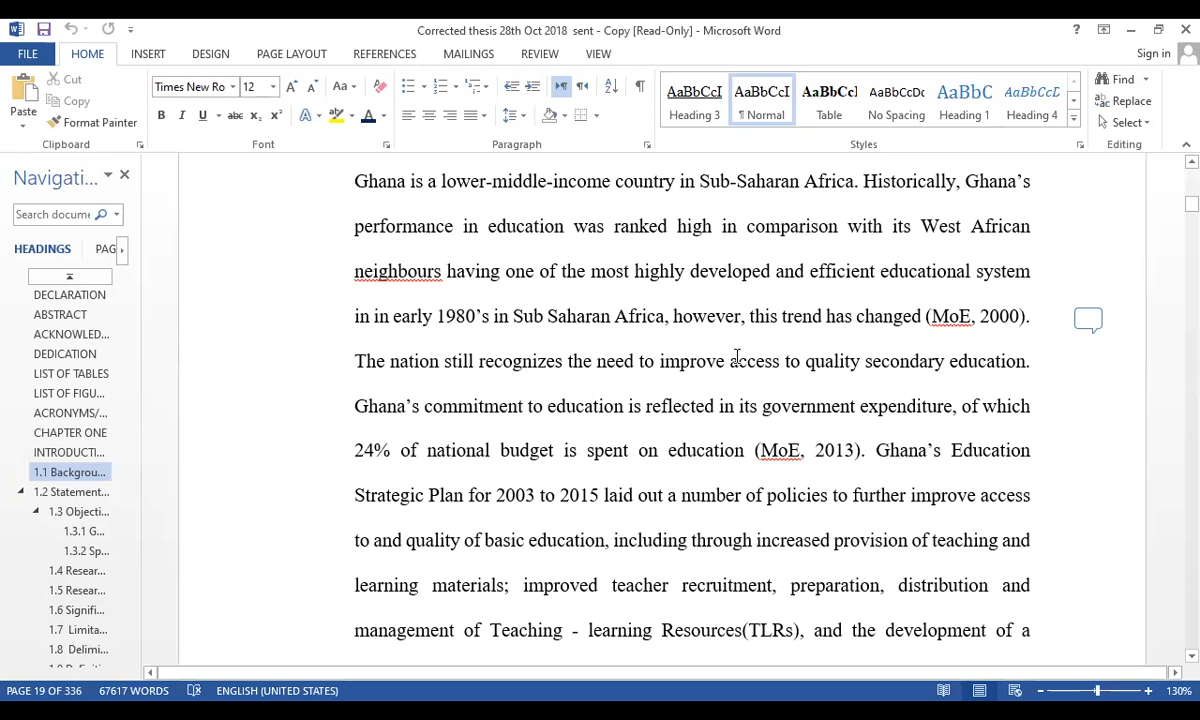 Corrected thesis 28th Oct 2018 sent - Copy [Read-Only] - Microsoft Word
FILE HOME INSERT DESIGN PAGE LAYOUT REFERENCES MAILINGS REVIEW VIEW Sign in
Paste Cut Copy Format Painter
Times New Ro 12 Aa
B I U abc x₂ x² A A
AaBbCcI AaBbCcI AaBbCcI AaBbCcDc AaBbC AaBbCcD
Heading 3 ¶ Normal Table No Spacing Heading 1 Heading 4
Find Replace Select
Clipboard Font Paragraph Styles Editing
Navigati...
Search docume
HEADINGS PAG
DECLARATION
ABSTRACT
ACKNOWLED...
DEDICATION
LIST OF TABLES
LIST OF FIGU...
ACRONYMS/...
CHAPTER ONE
INTRODUCTI...
1.1 Backgrou...
1.2 Statement...
1.3 Objecti...
1.3.1 G...
1.3.2 Sp...
1.4 Resear...
1.5 Resear...
1.6 Signifi...
1.7 Limita...
1.8 Delimi...
Ghana is a lower-middle-income country in Sub-Saharan Africa. Historically, Ghana’s
performance in education was ranked high in comparison with its West African
neighbours having one of the most highly developed and efficient educational system
in in early 1980’s in Sub Saharan Africa, however, this trend has changed (MoE, 2000).
The nation still recognizes the need to improve access to quality secondary education.
Ghana’s commitment to education is reflected in its government expenditure, of which
24% of national budget is spent on education (MoE, 2013). Ghana’s Education
Strategic Plan for 2003 to 2015 laid out a number of policies to further improve access
to and quality of basic education, including through increased provision of teaching and
learning materials; improved teacher recruitment, preparation, distribution and
management of Teaching - learning Resources(TLRs), and the development of a
PAGE 19 OF 336 67617 WORDS ENGLISH (UNITED STATES) 130%